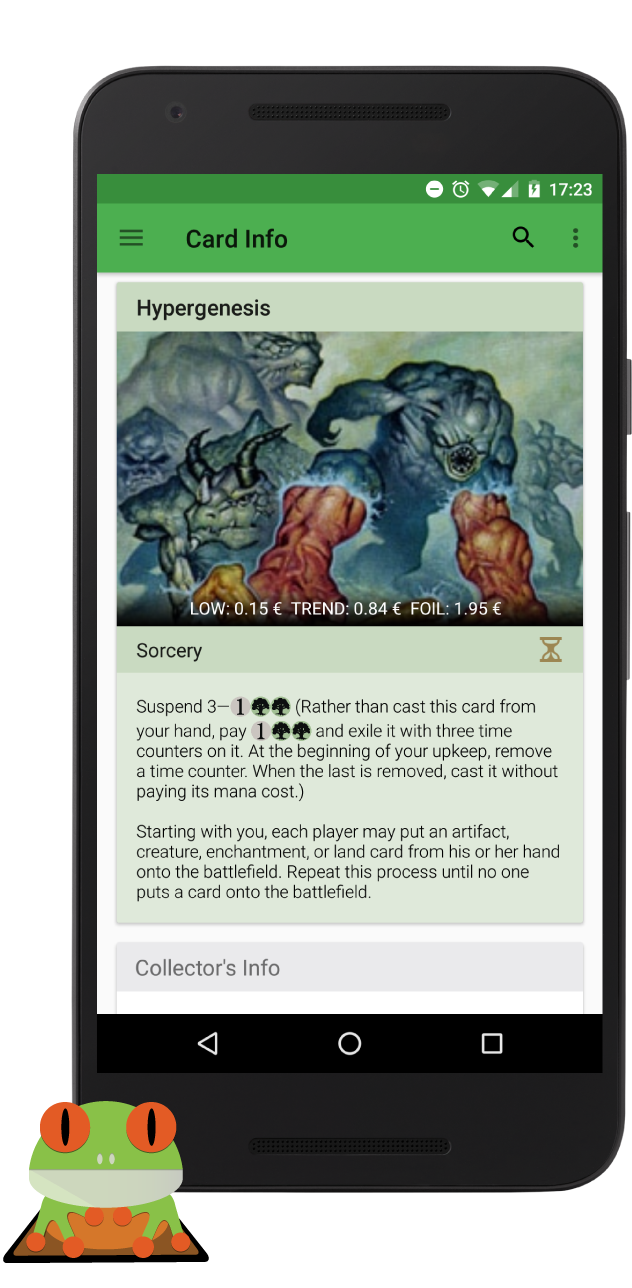 17:23
Card Info
Hypergenesis
LOW: 0.15 € TREND: 0.84 € FOIL: 1.95 €
Sorcery
Suspend 3—1 (Rather than cast this card from
your hand, pay 1 and exile it with three time
counters on it. At the beginning of your upkeep, remove
a time counter. When the last is removed, cast it without
paying its mana cost.)
Starting with you, each player may put an artifact,
creature, enchantment, or land card from his or her hand
onto the battlefield. Repeat this process until no one
puts a card onto the battlefield.
Collector's Info